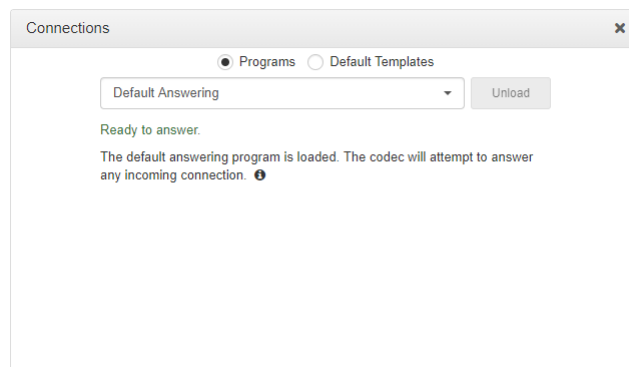 Connections
Programs Default Templates
Default Answering Unload
Ready to answer.
The default answering program is loaded. The codec will attempt to answer
any incoming connection.